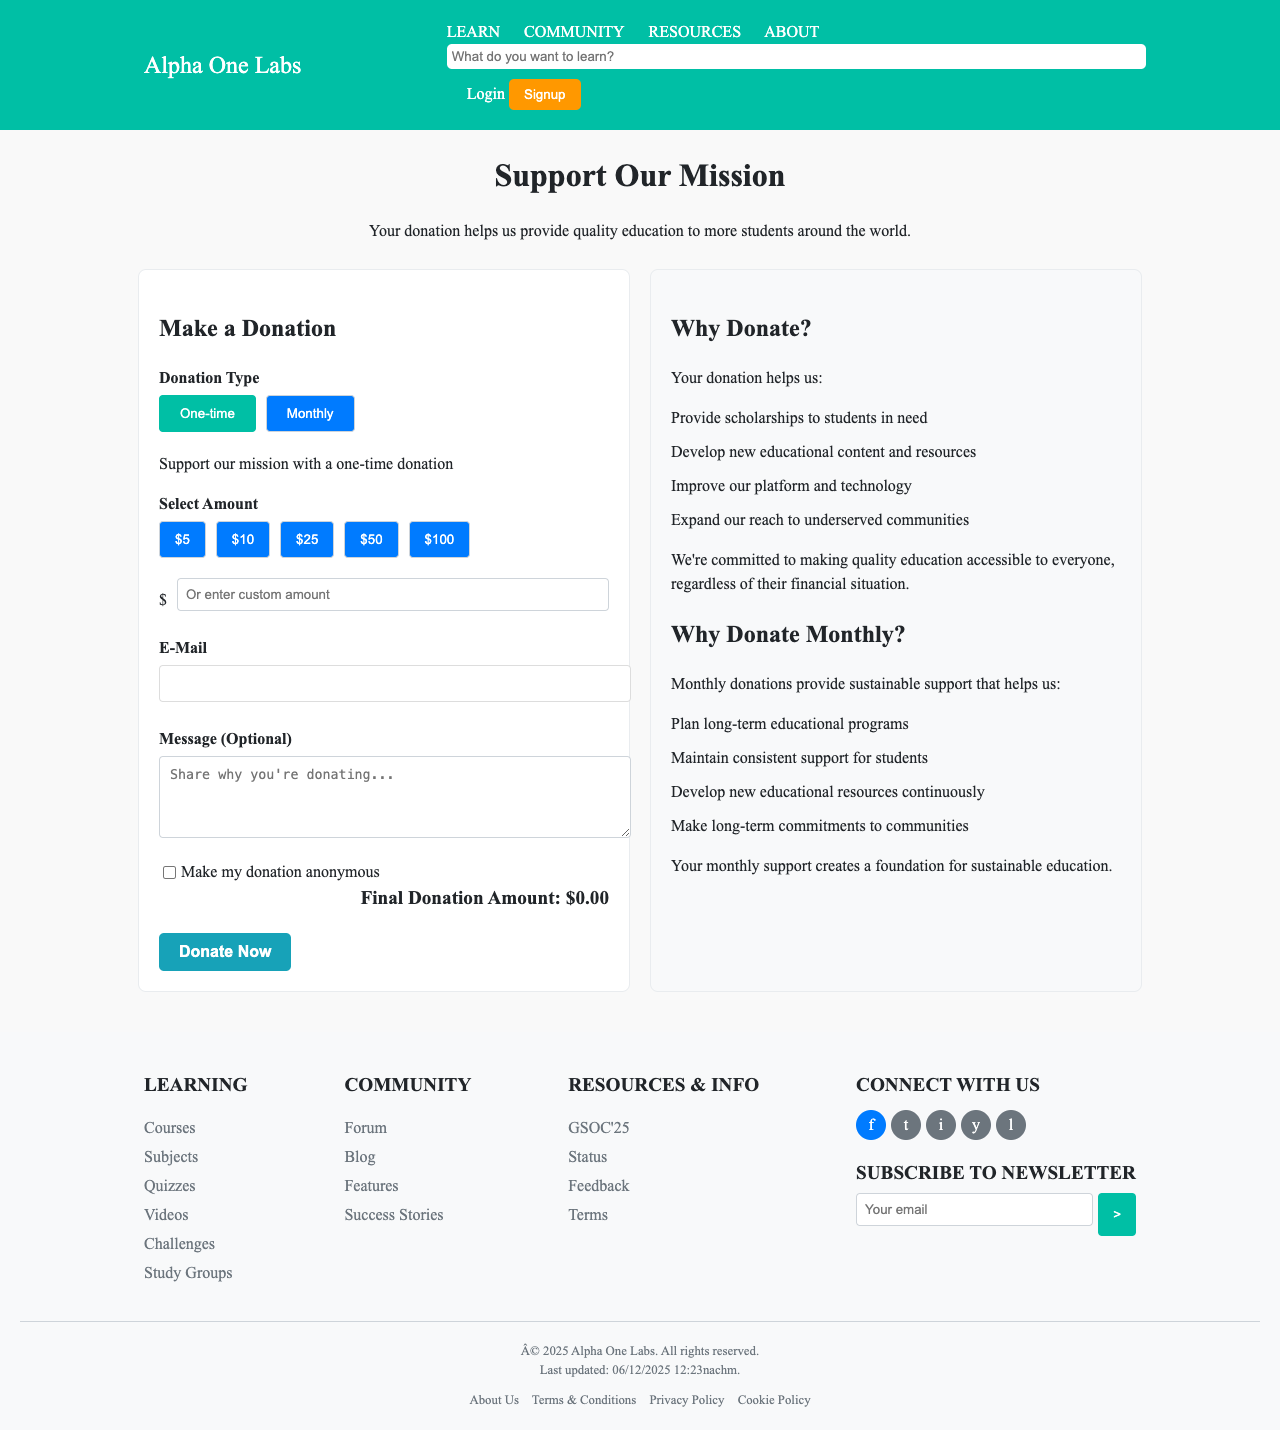 LEARN COMMUNITY RESOURCES ABOUT
Alpha One Labs
What do you want to learn?
Login Signup
Support Our Mission
Your donation helps us provide quality education to more students around the world.
Make a Donation
Donation Type
One-time Monthly
Support our mission with a one-time donation
Select Amount
$5 $10 $25 $50 $100
$ Or enter custom amount
E-Mail
Message (Optional)
Share why you're donating...
Make my donation anonymous
Final Donation Amount: $0.00
Donate Now
Why Donate?
Your donation helps us:
Provide scholarships to students in need
Develop new educational content and resources
Improve our platform and technology
Expand our reach to underserved communities
We're committed to making quality education accessible to everyone,
regardless of their financial situation.
Why Donate Monthly?
Monthly donations provide sustainable support that helps us:
Plan long-term educational programs
Maintain consistent support for students
Develop new educational resources continuously
Make long-term commitments to communities
Your monthly support creates a foundation for sustainable education.
LEARNING
Courses
Subjects
Quizzes
Videos
Challenges
Study Groups
COMMUNITY
Forum
Blog
Features
Success Stories
RESOURCES & INFO
GSOC'25
Status
Feedback
Terms
CONNECT WITH US
f t i y l
SUBSCRIBE TO NEWSLETTER
Your email >
Â© 2025 Alpha One Labs. All rights reserved.
Last updated: 06/12/2025 12:23nachm.
About Us Terms & Conditions Privacy Policy Cookie Policy